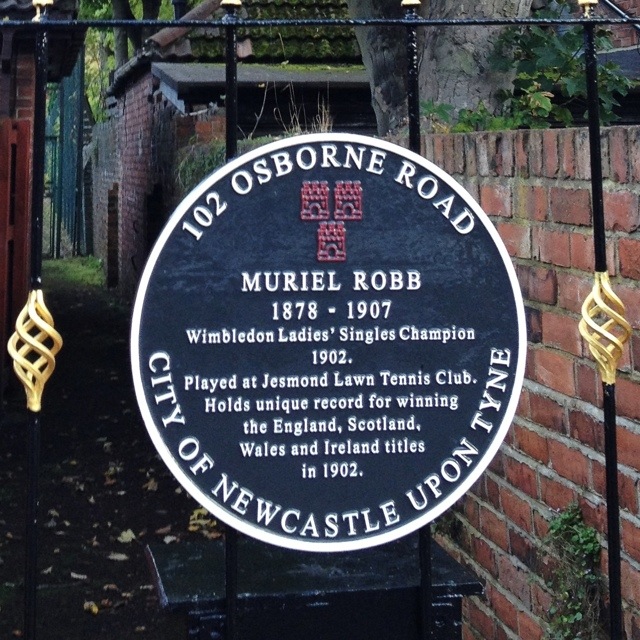 102 OSBORNE ROAD
MURIEL ROBB
1878 - 1907
Wimbledon Ladies' Singles Champion
1902.
Played at Jesmond Lawn Tennis Club.
Holds unique record for winning
the England, Scotland,
Wales and Ireland titles
in 1902.
CITY OF NEWCASTLE UPON TYNE